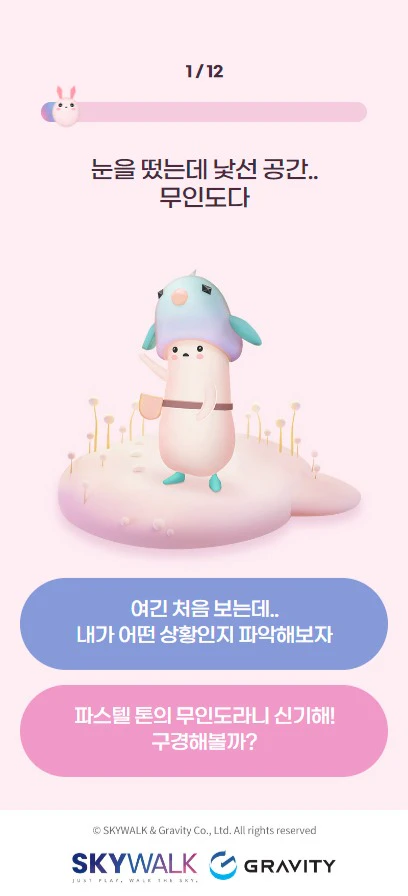 1 / 12
눈을 떴는데 낯선 공간..
무인도다
여긴 처음 보는데..
내가 어떤 상황인지 파악해보자
파스텔 톤의 무인도라니 신기해!
구경해볼까?
© SKYWALK & Gravity Co., Ltd. All rights reserved
SKYWALK
JUST PLAY, WALK THE SKY.
GRAVITY